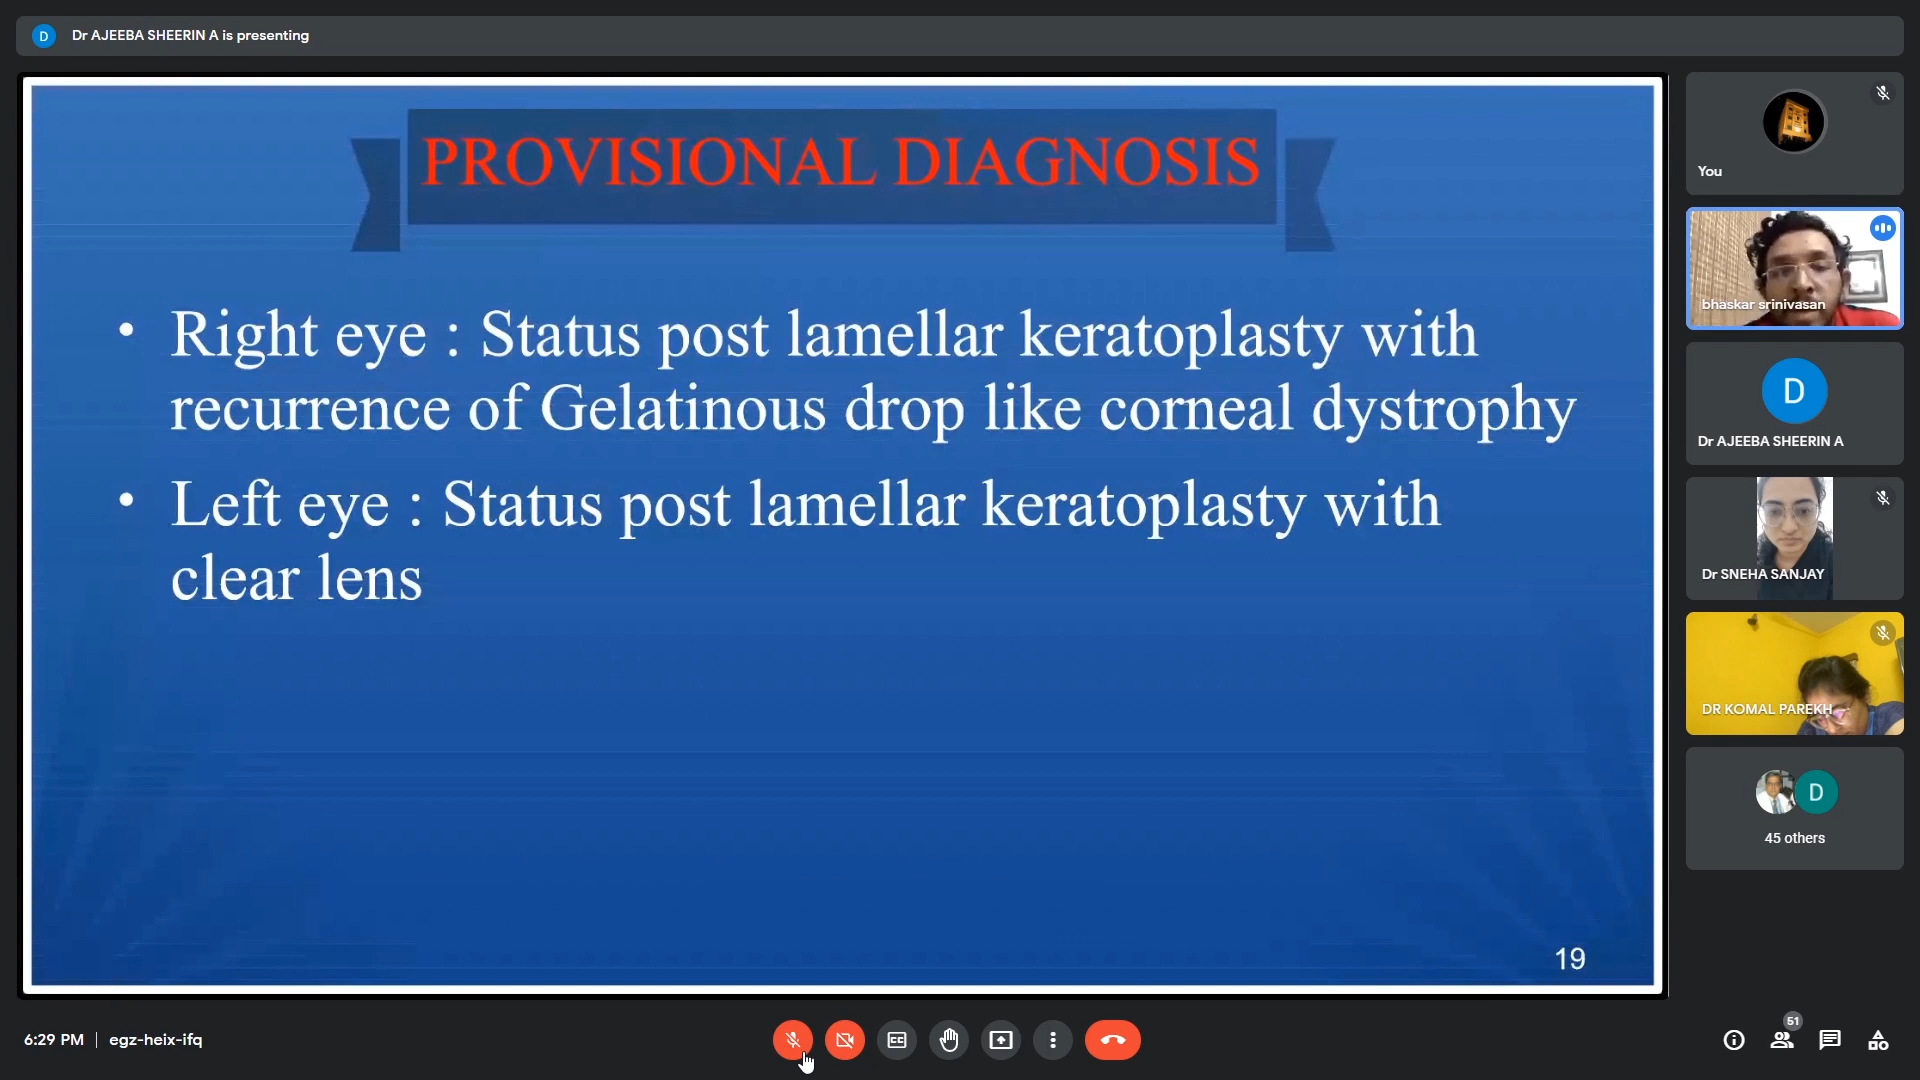 D Dr AJEEBA SHEERIN A is presenting
PROVISIONAL DIAGNOSIS
• Right eye : Status post lamellar keratoplasty with
recurrence of Gelatinous drop like corneal dystrophy
• Left eye : Status post lamellar keratoplasty with
clear lens
19
You
bhaskar srinivasan
D
Dr AJEEBA SHEERIN A
Dr SNEHA SANJAY
DR KOMAL PAREKH
D
45 others
6:29 PM | egz-heix-ifq
CC
51